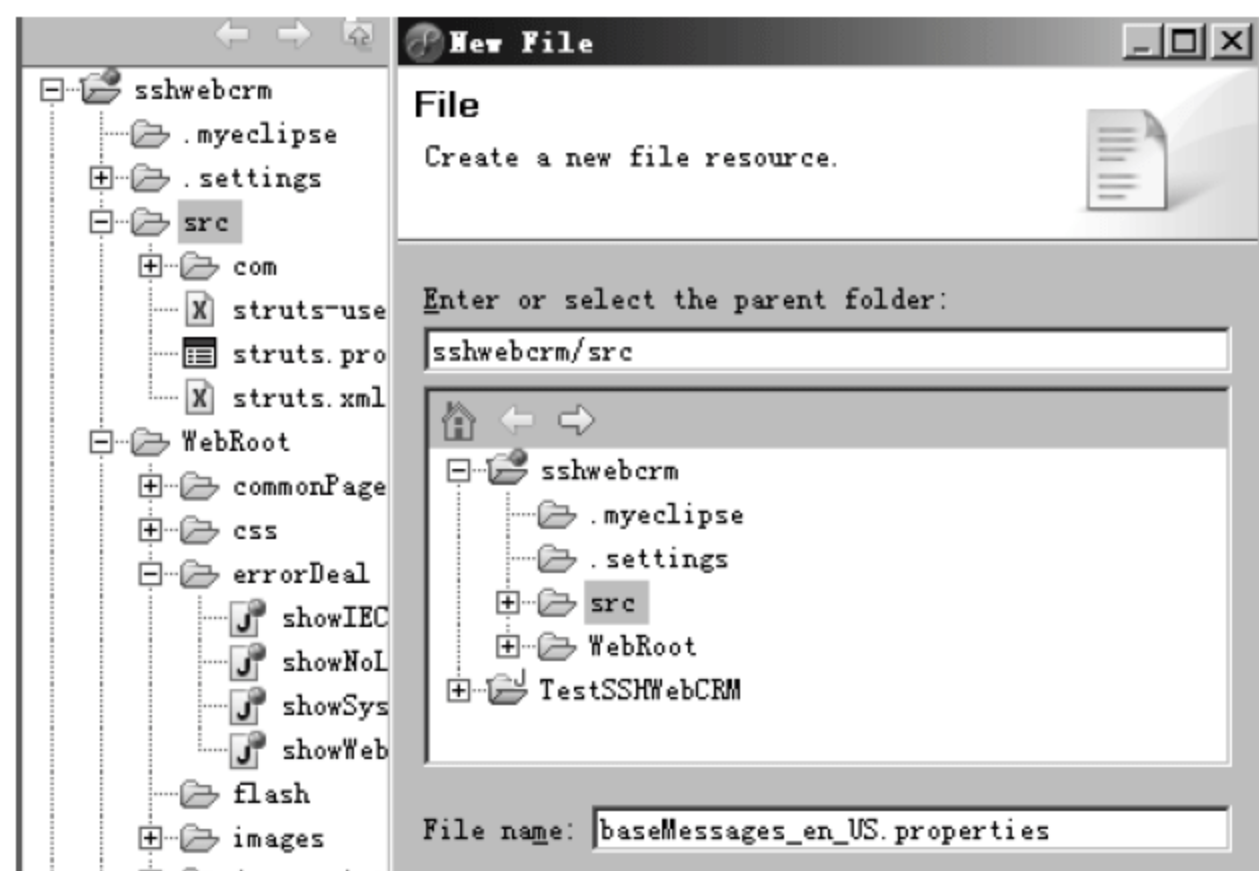 sshwebcrm
.myeclipse
.settings
src
com
struts-use
struts.pro
struts.xml
WebRoot
commonPage
css
errorDeal
showIEC
showNoL
showSys
showWeb
flash
images
New File
File
Create a new file resource.
Enter or select the parent folder:
sshwebcrm/src
sshwebcrm
.myeclipse
.settings
src
WebRoot
TestSSHWebCRM
File name: baseMessages_en_US.properties